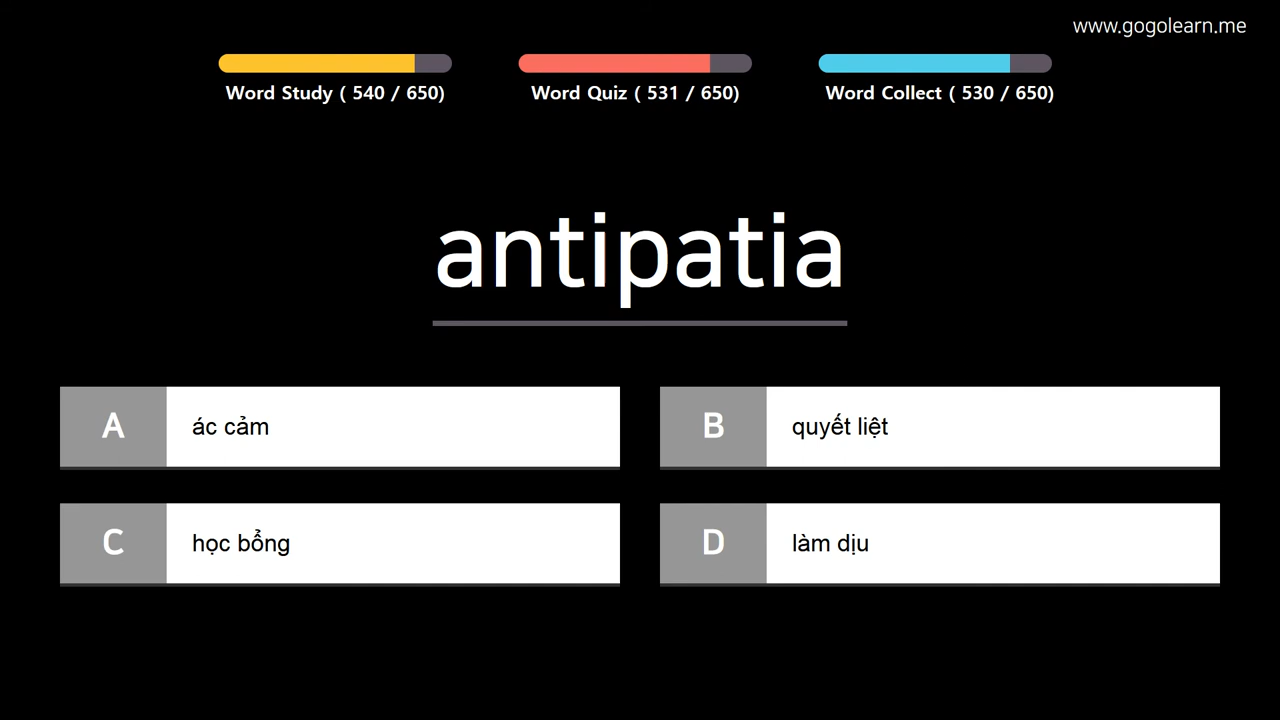 www.gogolearn.me
Word Study ( 540 / 650)
Word Quiz ( 531 / 650)
Word Collect ( 530 / 650)
antipatia
A ác cảm
B quyết liệt
C học bổng
D làm dịu